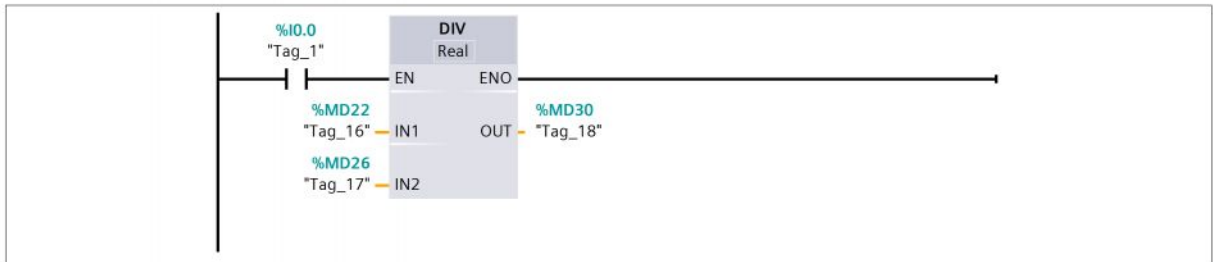 %I0.0
"Tag_1"
DIV
Real
EN ENO
%MD22
"Tag_16" IN1
OUT
%MD30
"Tag_18"
%MD26
"Tag_17" IN2